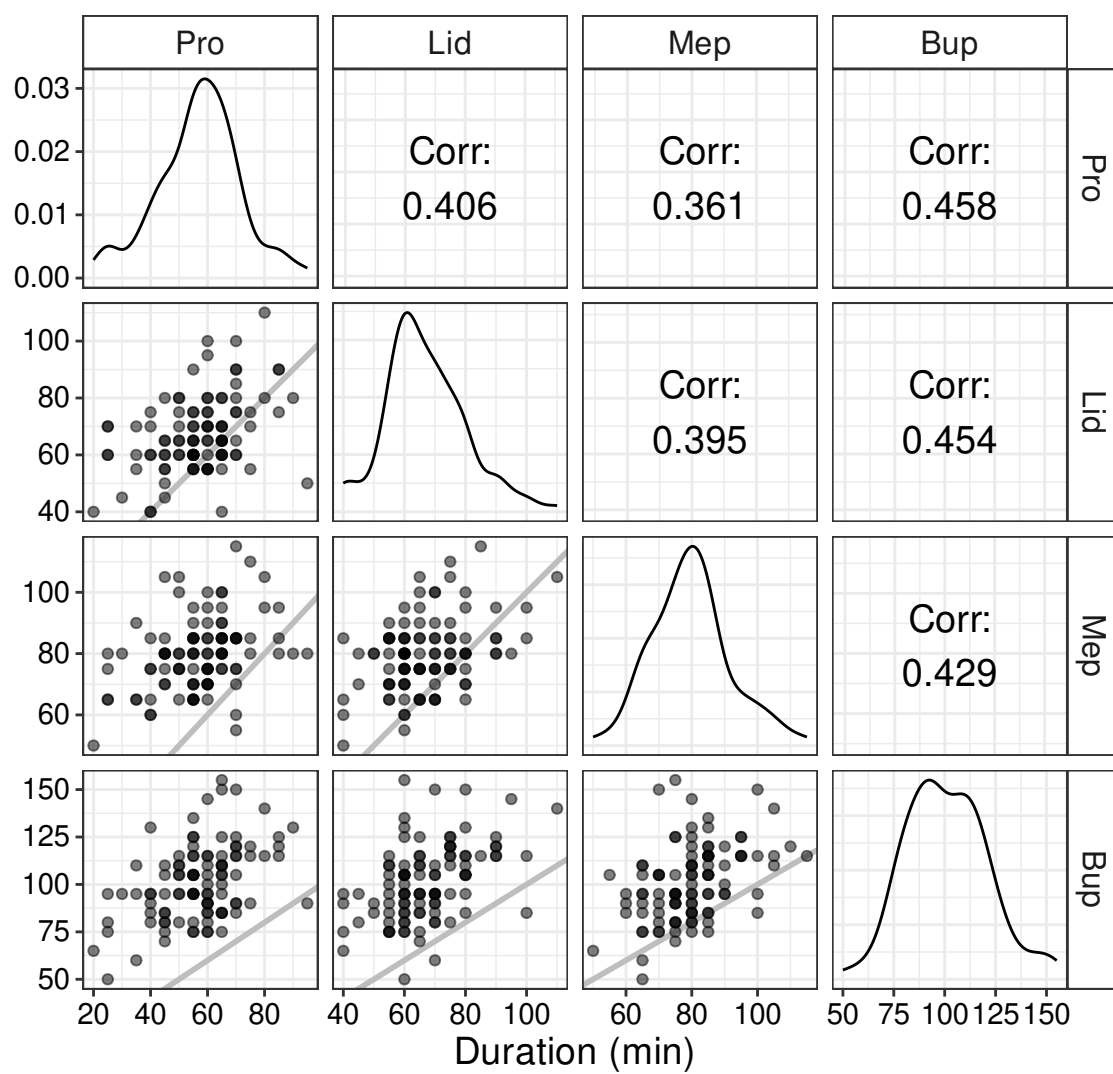 Pro Lid Mep Bup
0.03
0.02
0.01
0.00
Corr:
0.406
Corr:
0.361
Corr:
0.458
Pro
100
80
60
40
Corr:
0.395
Corr:
0.454
Lid
100
80
60
Corr:
0.429
Mep
150
125
100
75
50
Bup
20 40 60 80 40 60 80 100 60 80 100 50 75 100 125 150
Duration (min)